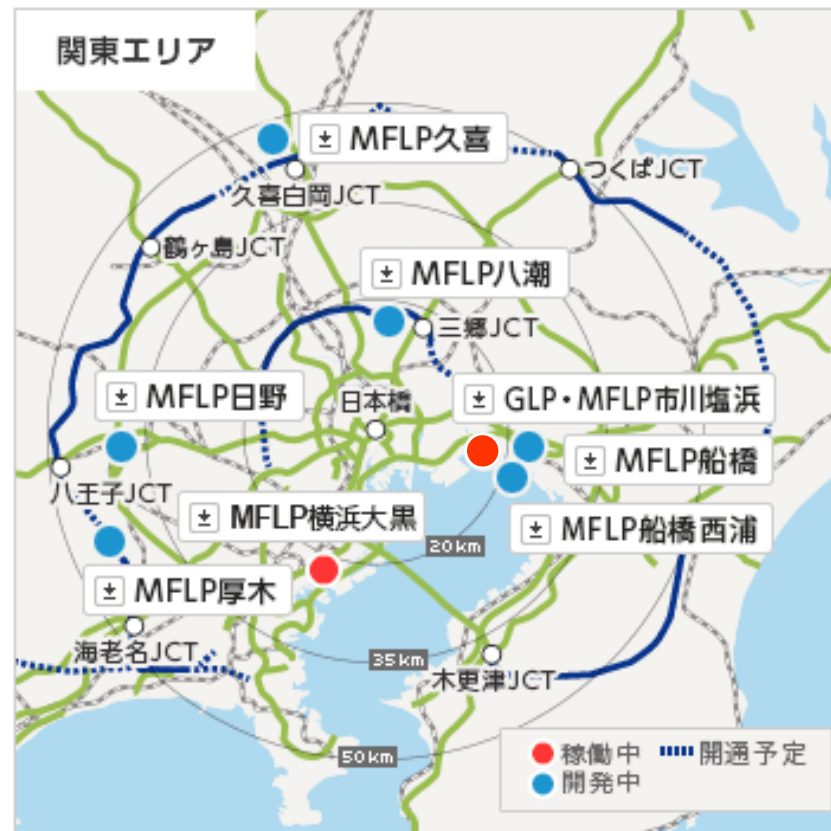 関東エリア
MFLP久喜
つくばJCT
久喜白岡JCT
鶴ヶ島JCT
MFLP八潮
三郷JCT
MFLP日野
日本橋
GLP・MFLP市川塩浜
MFLP船橋
八王子JCT
MFLP横浜大黒
MFLP船橋西浦
20km
MFLP厚木
海老名JCT
35km
木更津JCT
50km
稼働中
開通予定
開発中